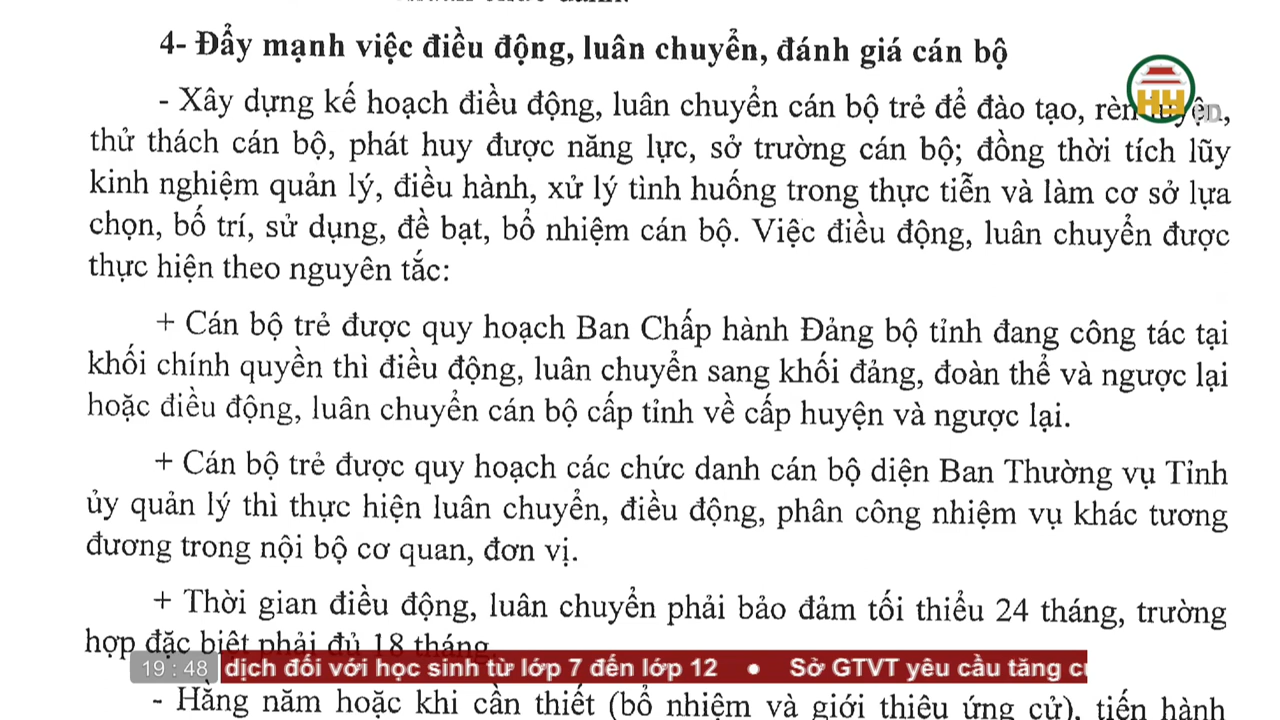 4- Đẩy mạnh việc điều động, luân chuyển, đánh giá cán bộ
- Xây dựng kế hoạch điều động, luân chuyển cán bộ trẻ để đào tạo, rèn luyện,
thử thách cán bộ, phát huy được năng lực, sở trường cán bộ; đồng thời tích lũy
kinh nghiệm quản lý, điều hành, xử lý tình huống trong thực tiễn và làm cơ sở lựa
chọn, bố trí, sử dụng, đề bạt, bổ nhiệm cán bộ. Việc điều động, luân chuyển được
thực hiện theo nguyên tắc:
+ Cán bộ trẻ được quy hoạch Ban Chấp hành Đảng bộ tỉnh đang công tác tại
khối chính quyền thì điều động, luân chuyển sang khối đảng, đoàn thể và ngược lại
hoặc điều động, luân chuyển cán bộ cấp tỉnh về cấp huyện và ngược lại.
+ Cán bộ trẻ được quy hoạch các chức danh cán bộ diện Ban Thường vụ Tỉnh
ủy quản lý thì thực hiện luân chuyển, điều động, phân công nhiệm vụ khác tương
đương trong nội bộ cơ quan, đơn vị.
+ Thời gian điều động, luân chuyển phải bảo đảm tối thiểu 24 tháng, trường
hợp đặc biệt phải đủ 18 tháng.
- Hằng năm hoặc khi cần thiết (bổ nhiệm và giới thiệu ứng cử), tiến hành
HY
HD
19 : 48
dịch đối với học sinh từ lớp 7 đến lớp 12 • Sở GTVT yêu cầu tăng